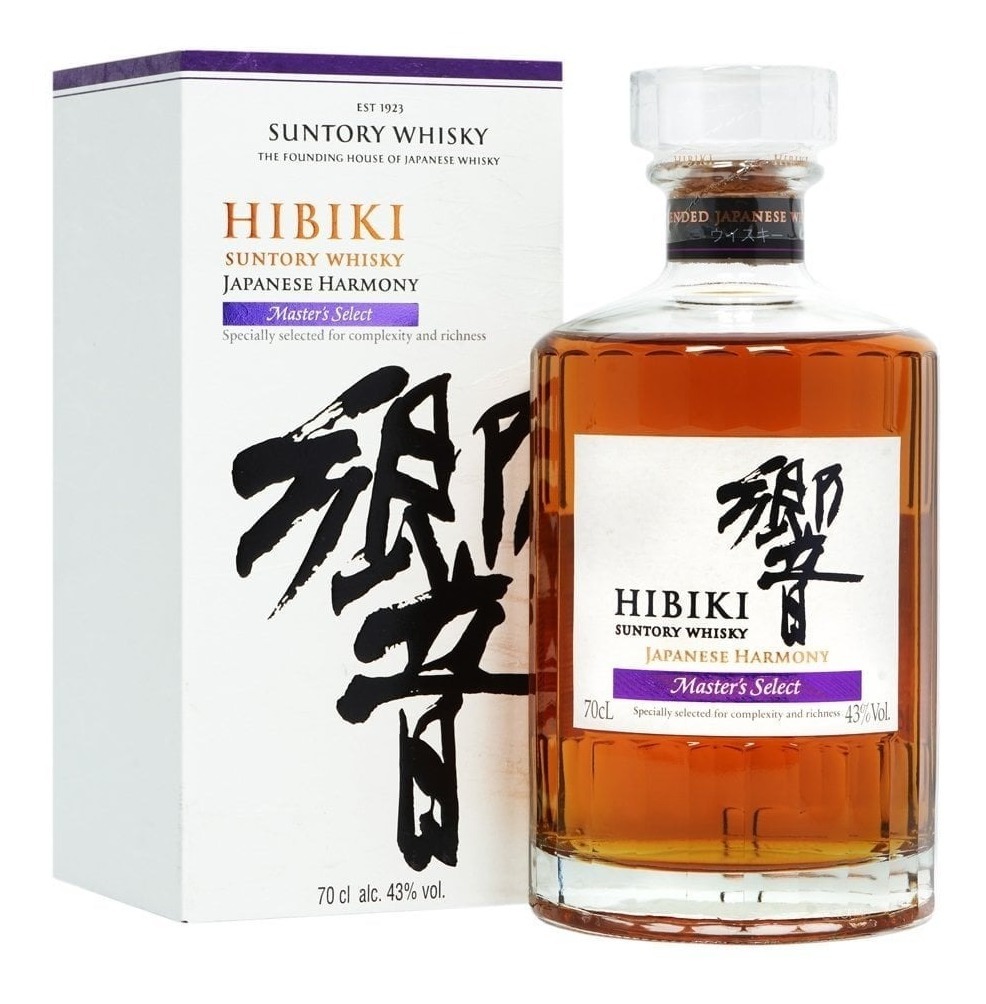 EST 1923
SUNTORY WHISKY
THE FOUNDING HOUSE OF JAPANESE WHISKY
HIBIKI
SUNTORY WHISKY
JAPANESE HARMONY
Master's Select
Specially selected for complexity and richness
響
70 cl alc. 43% vol.
HIBIKI HIBIKI
ENDED JAPANESE W
ウイスキー
響
HIBIKI
SUNTORY WHISKY
JAPANESE HARMONY
Master's Select
70cL Specially selected for complexity and richness 43%Vol.